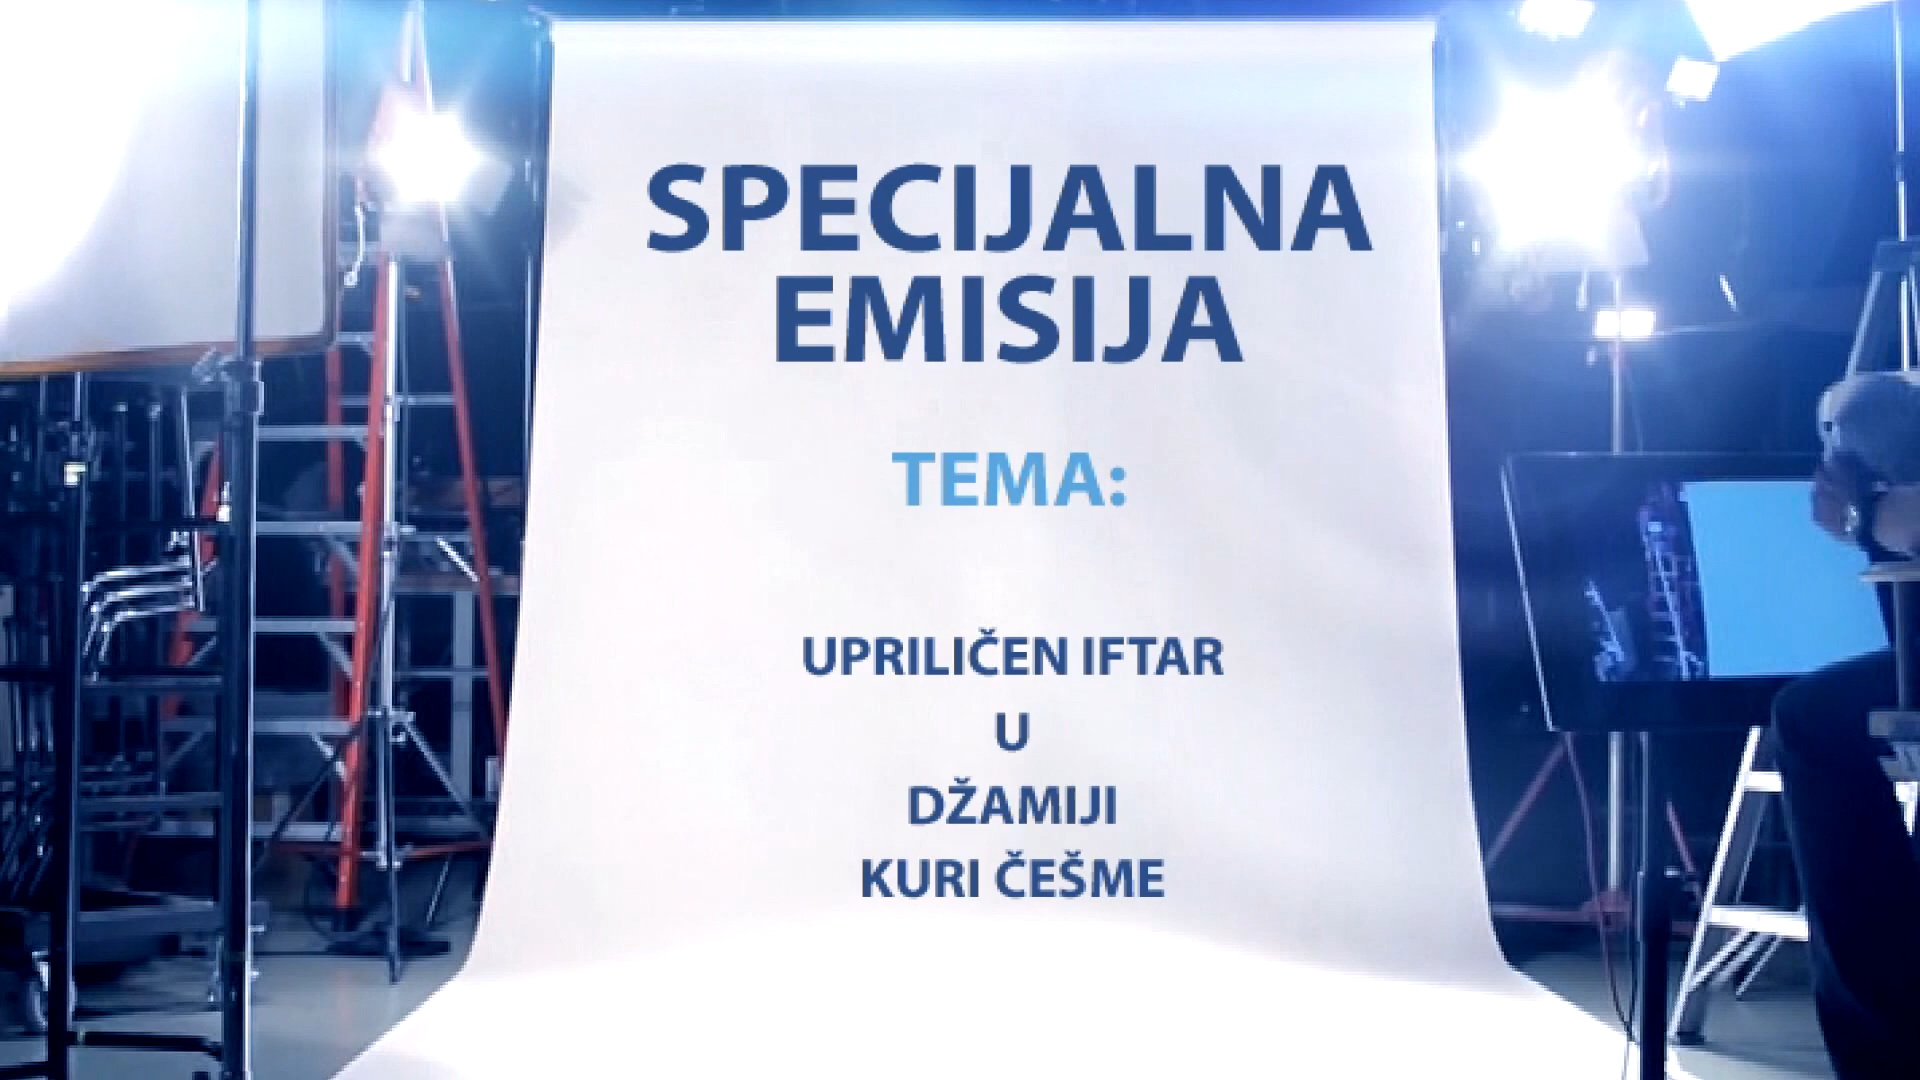 SPECIJALNA
EMISIJA
TEMA:
UPRILIČEN IFTAR
U
DŽAMIJI
KURI ČEŠME